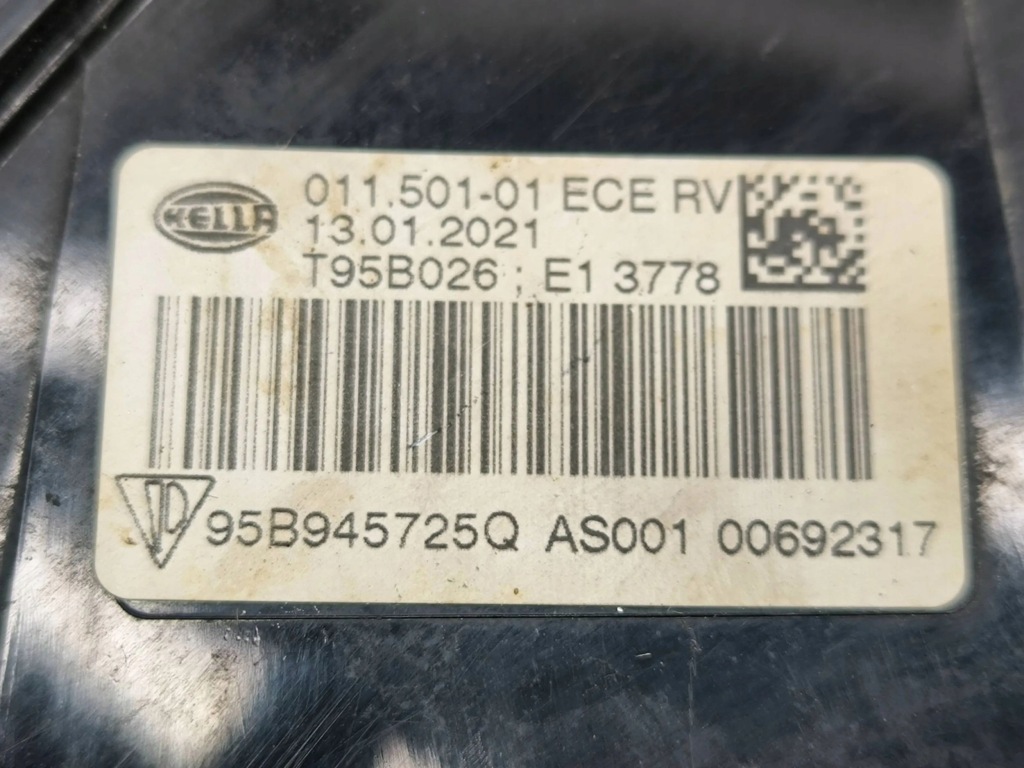 HELLA
011.501-01 ECE RV
13.01.2021
T95B026 ; E1 3778
95B945725Q AS001 00692317